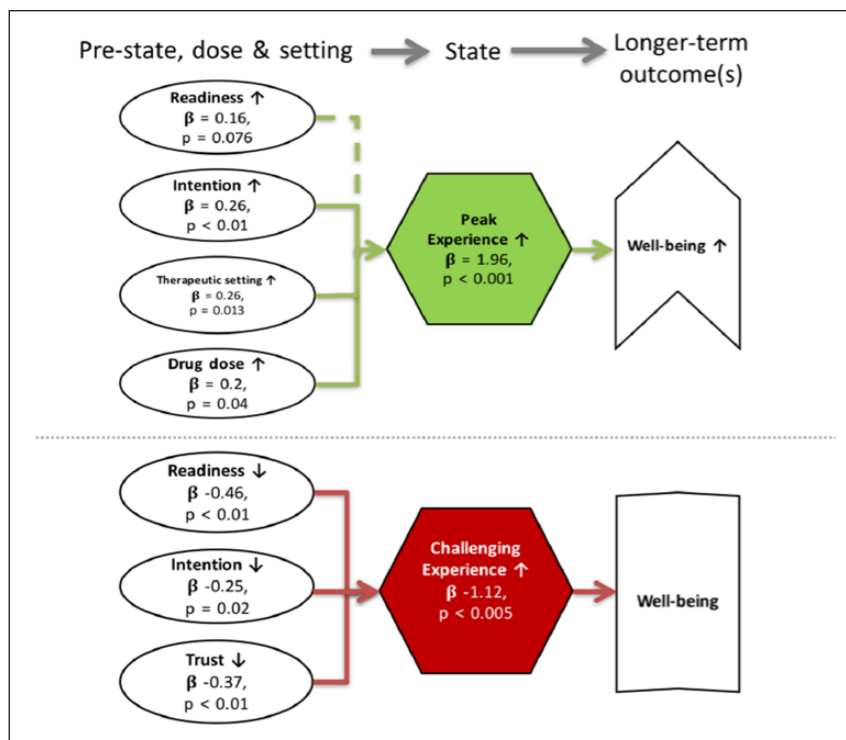 Pre-state, dose & setting
State
Longer-term
outcome(s)
Readiness ↑
β = 0.16,
p = 0.076
Intention ↑
β = 0.26,
p < 0.01
Therapeutic setting ↑
β = 0.26,
p = 0.013
Drug dose ↑
β = 0.2,
p = 0.04
Peak
Experience ↑
β = 1.96,
p < 0.001
Well-being ↑
Readiness ↓
β -0.46,
p < 0.01
Intention ↓
β -0.25,
p = 0.02
Trust ↓
β -0.37,
p < 0.01
Challenging
Experience ↑
β -1.12,
p < 0.005
Well-being